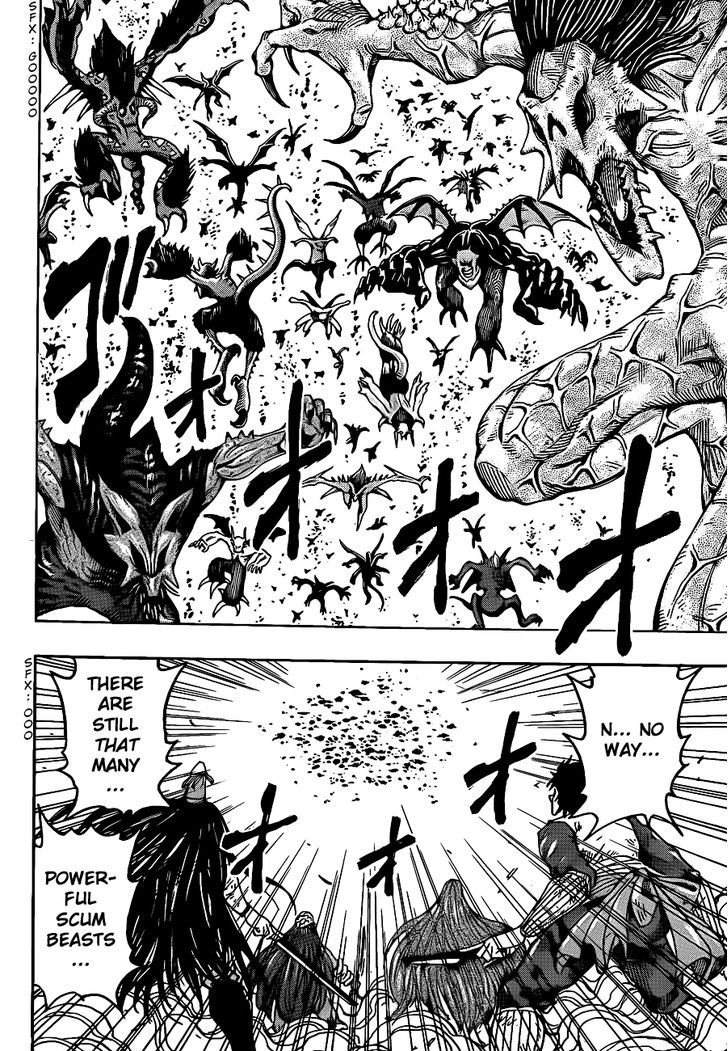 SFX: GOOOOO
ゴ
オ
オ
オ
オ
SFX: OOO
N... NO
WAY...
THERE
ARE
STILL
THAT
MANY
...
POWER-
FUL
SCUM
BEASTS
...
オ
オ
オ